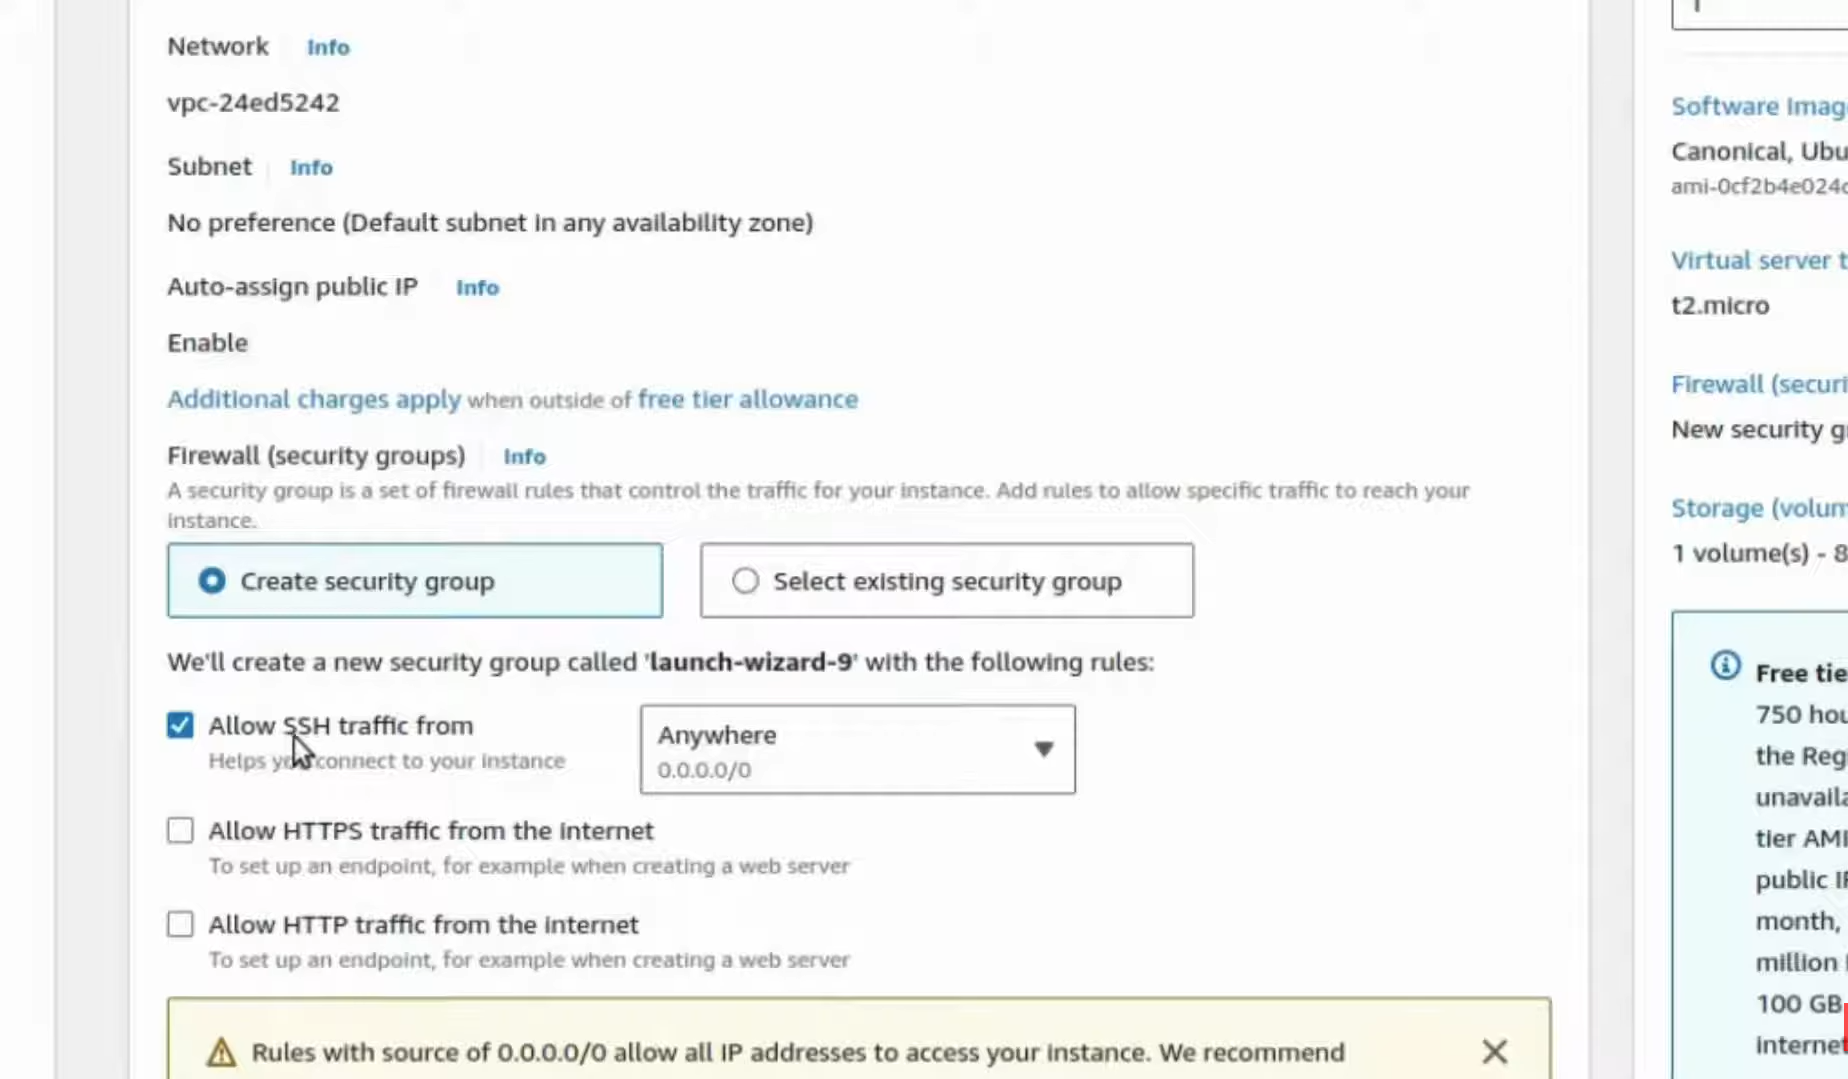 Network Info
vpc-24ed5242
Subnet Info
No preference (Default subnet in any availability zone)
Auto-assign public IP Info
Enable
Additional charges apply when outside of free tier allowance
Firewall (security groups) Info
A security group is a set of firewall rules that control the traffic for your instance. Add rules to allow specific traffic to reach your
instance.
Create security group
Select existing security group
We'll create a new security group called 'launch-wizard-9' with the following rules:
Allow SSH traffic from
Helps you connect to your instance
Anywhere
0.0.0.0/0
Allow HTTPS traffic from the internet
To set up an endpoint, for example when creating a web server
Allow HTTP traffic from the internet
To set up an endpoint, for example when creating a web server
Rules with source of 0.0.0.0/0 allow all IP addresses to access your instance. We recommend
Software Imag
Canonical, Ubu
ami-0cf2b4e024
Virtual server t
t2.micro
Firewall (securi
New security g
Storage (volum
1 volume(s) - 8
Free tie
750 hou
the Reg
unavaila
tier AMI
public IP
month,
million
100 GB
internet